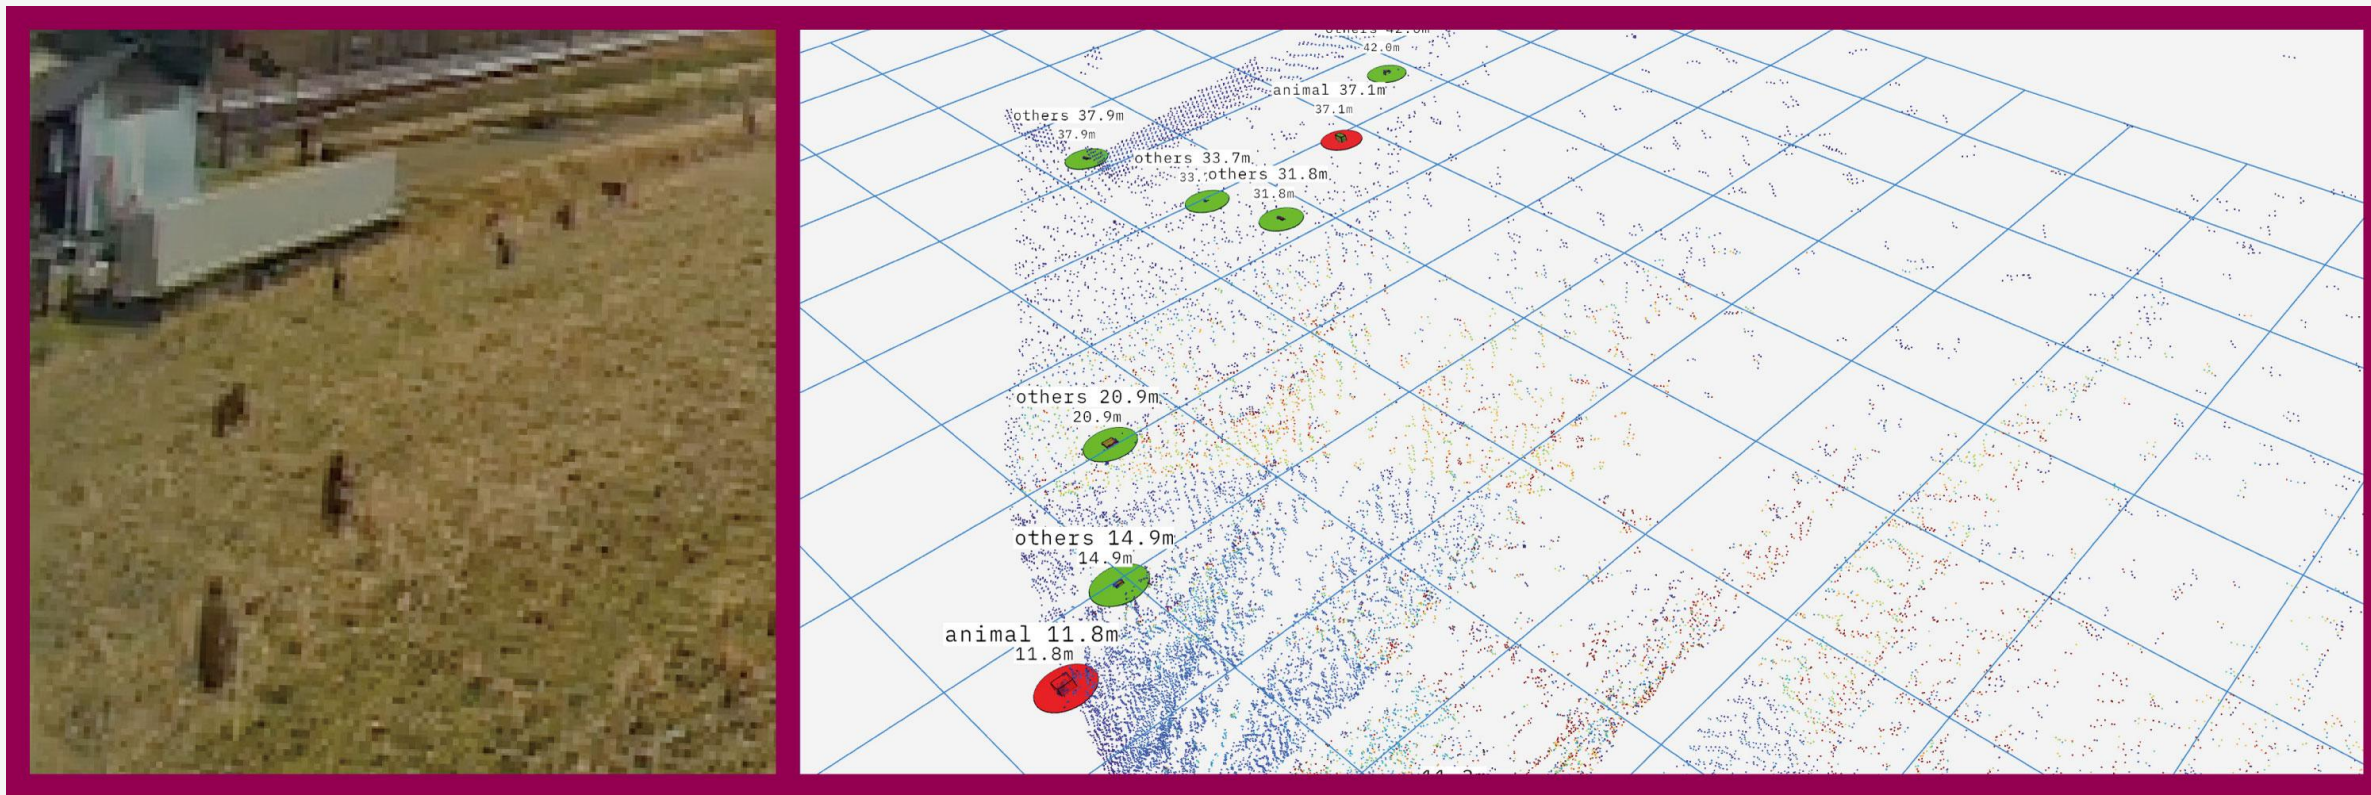 others 42.0m
42.0m
animal 37.1m
37.1m
others 37.9m
37.9m
others 33.7m
33.
others 31.8m
31.8m
others 20.9m
20.9m
others 14.9m
14.9m
animal 11.8m
11.8m